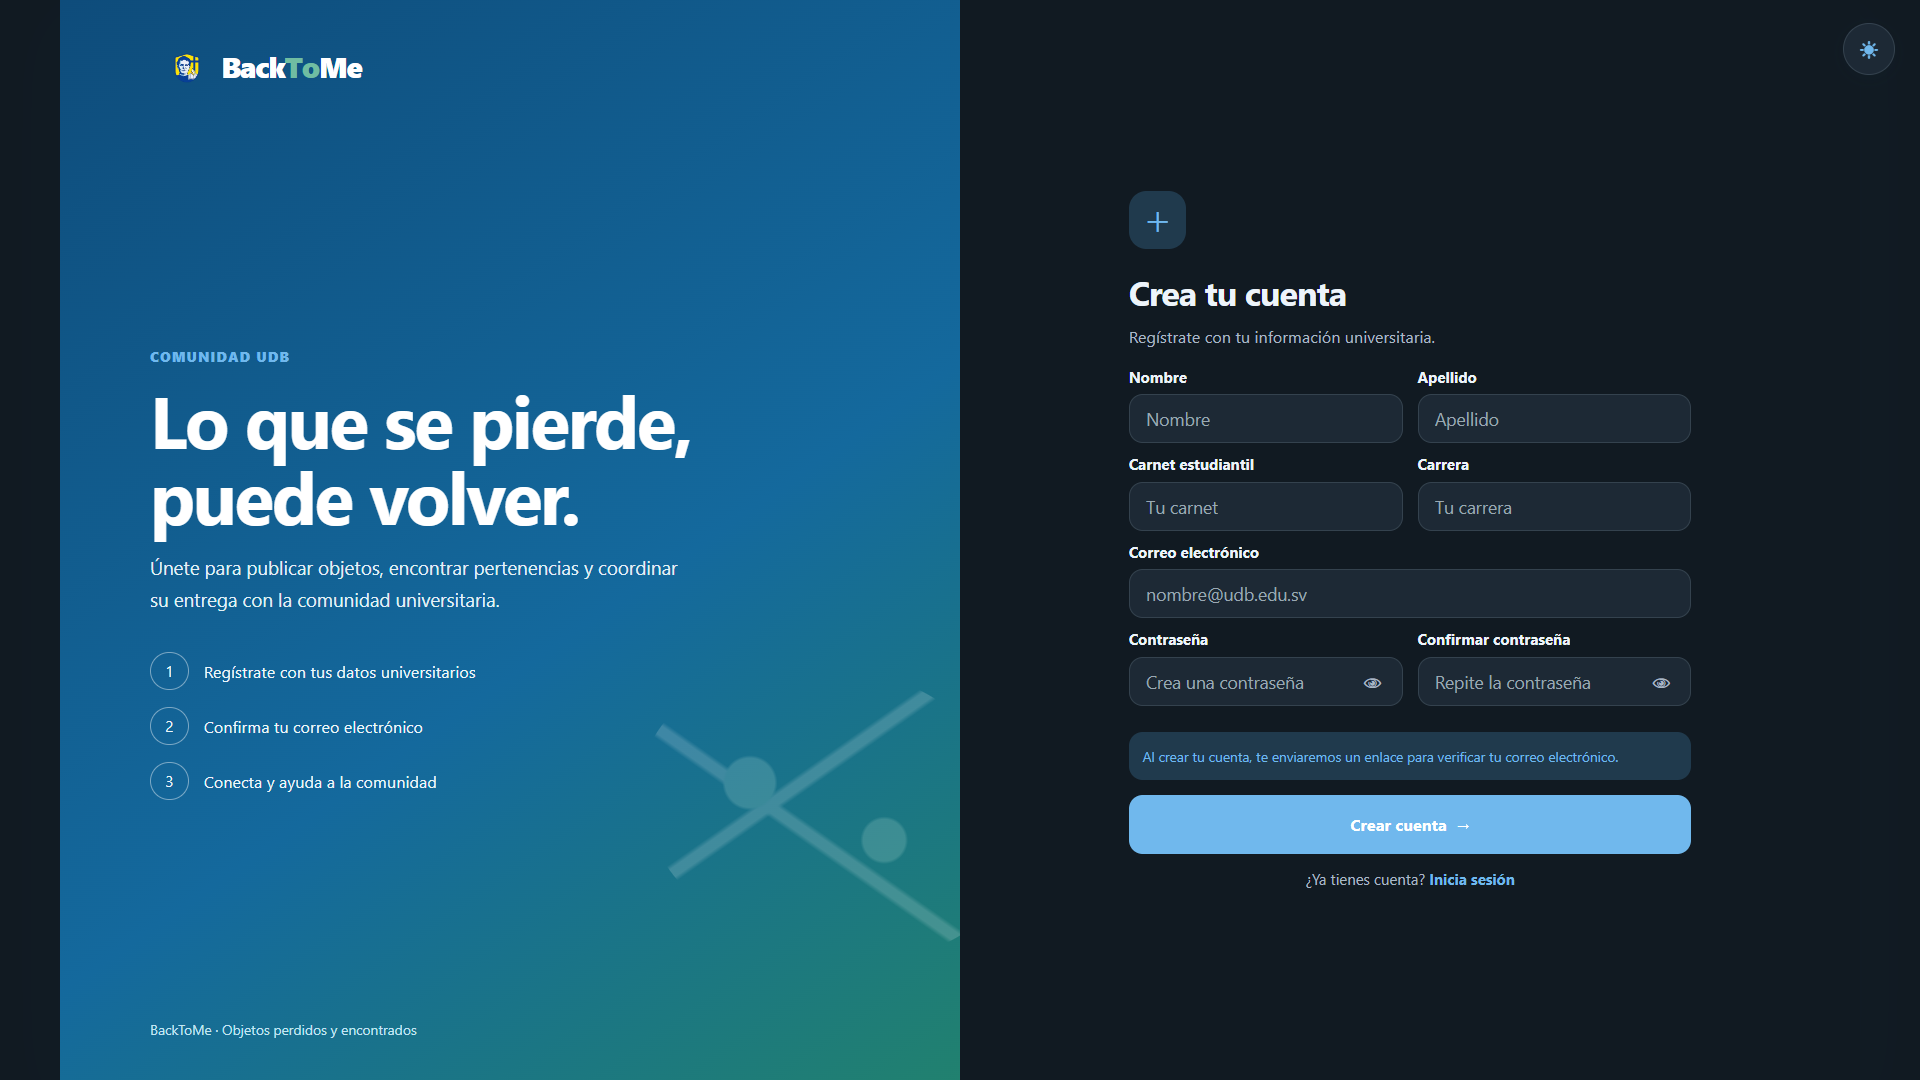 BackToMe
COMUNIDAD UDB
Lo que se pierde,
puede volver.
Únete para publicar objetos, encontrar pertenencias y coordinar
su entrega con la comunidad universitaria.
1 Regístrate con tus datos universitarios
2 Confirma tu correo electrónico
3 Conecta y ayuda a la comunidad
BackToMe · Objetos perdidos y encontrados
Crea tu cuenta
Regístrate con tu información universitaria.
Nombre Apellido
Nombre Apellido
Carnet estudiantil Carrera
Tu carnet Tu carrera
Correo electrónico
nombre@udb.edu.sv
Contraseña Confirmar contraseña
Crea una contraseña Repite la contraseña
Al crear tu cuenta, te enviaremos un enlace para verificar tu correo electrónico.
Crear cuenta →
¿Ya tienes cuenta? Inicia sesión